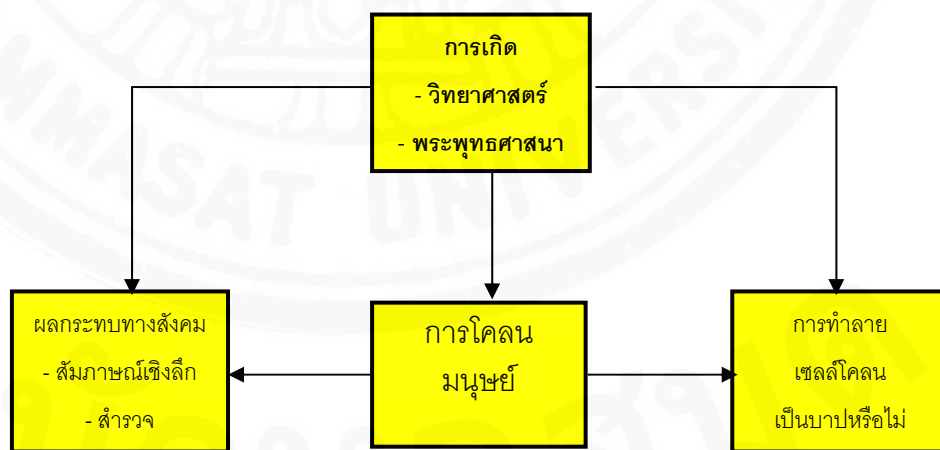 การเกิด
- วิทยาศาสตร์
- พระพุทธศาสนา
ผลกระทบทางสังคม
- สัมภาษณ์เชิงลึก
- สำรวจ
การโคลน
มนุษย์
การทำลาย
เซลล์โคลน
เป็นบาปหรือไม่